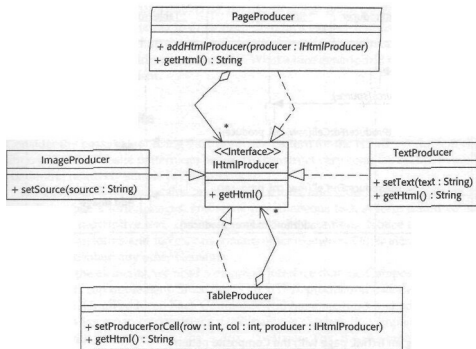 PageProducer
+ addHtmlProducer(producer : IHtmlProducer)
+ getHtml() : String
*
<<Interface>>
IHtmlProducer
+ getHtml()
ImageProducer
+ setSource(source : String)
TextProducer
+ setText(text : String)
+ getHtml() : String
*
TableProducer
+ setProducerForCell(row : int, col : int, producer : IHtmlProducer)
+ getHtml() : String